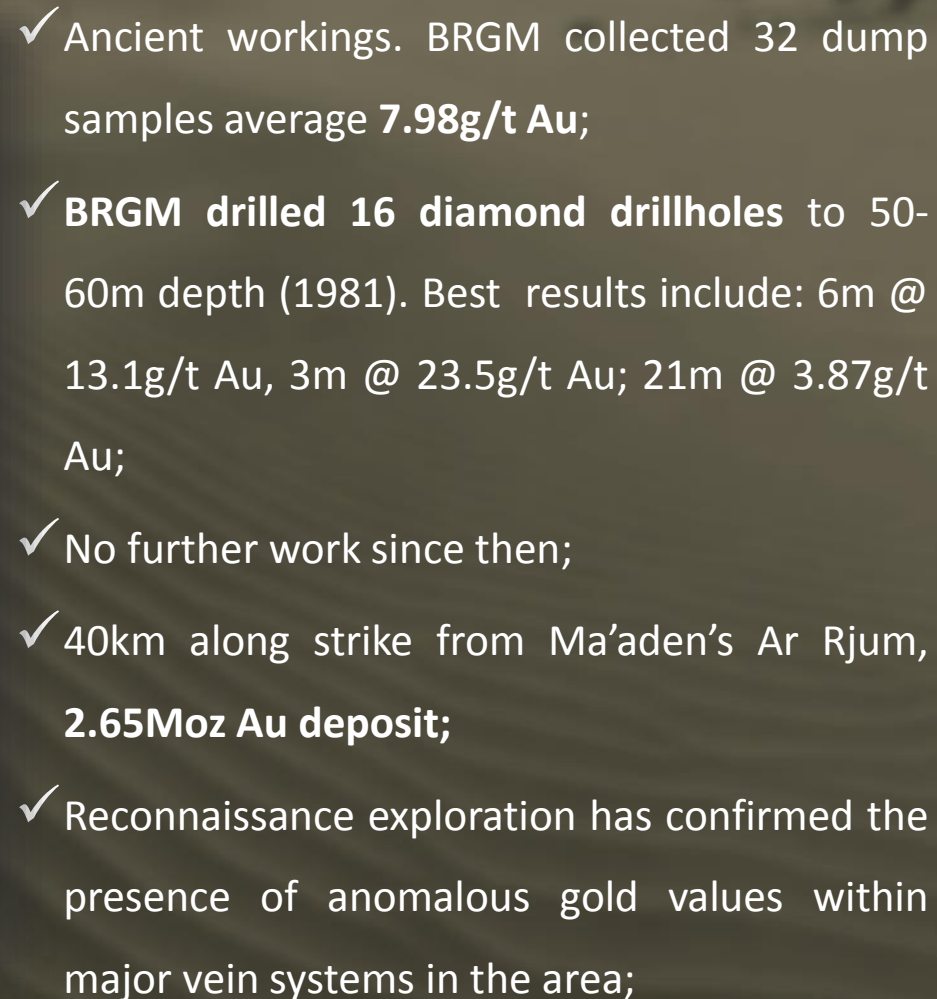 ✓ Ancient workings. BRGM collected 32 dump
samples average 7.98g/t Au;
✓ BRGM drilled 16 diamond drillholes to 50-
60m depth (1981). Best results include: 6m @
13.1g/t Au, 3m @ 23.5g/t Au; 21m @ 3.87g/t
Au;
✓ No further work since then;
✓ 40km along strike from Ma’aden’s Ar Rjum,
2.65Moz Au deposit;
✓ Reconnaissance exploration has confirmed the
presence of anomalous gold values within
major vein systems in the area;